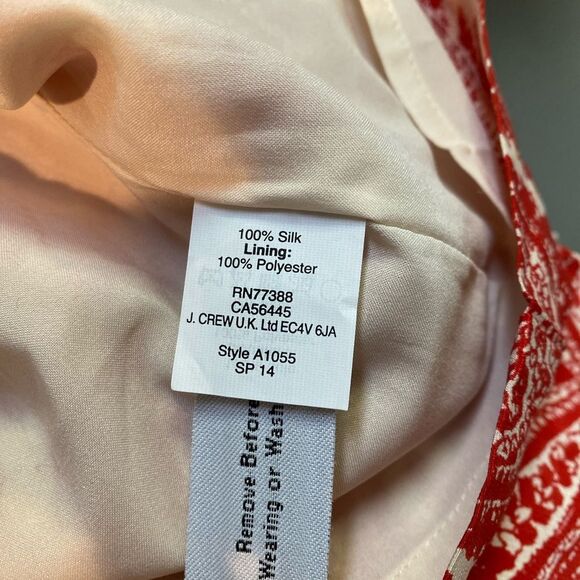 100% Silk
Lining:
100% Polyester
RN77388
CA56445
J. CREW U.K. Ltd EC4V 6JA
Style A1055
SP 14
Remove Before
Wearing or Wash